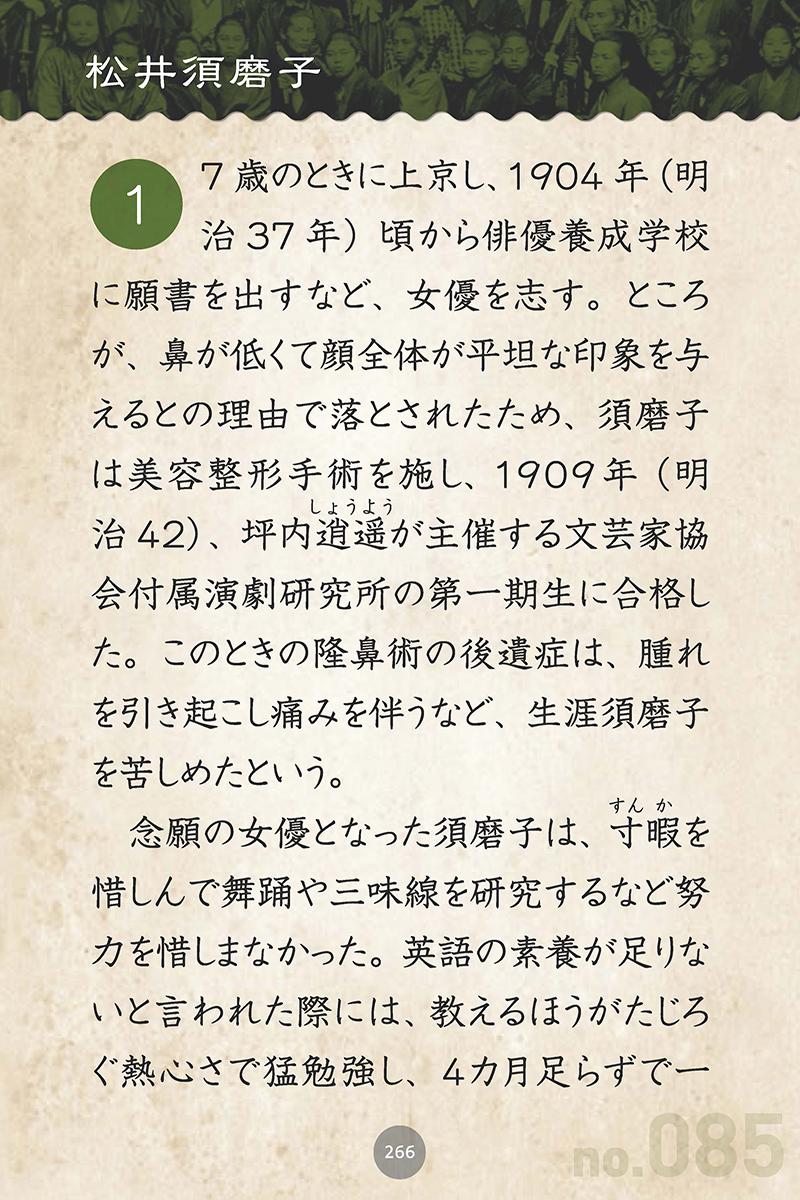 松井須磨子
1 7歳のときに上京し、1904年(明
治37年)頃から俳優養成学校
に願書を出すなど、女優を志す。ところ
が、鼻が低くて顔全体が平坦な印象を与
えるとの理由で落とされたため、須磨子
は美容整形手術を施し、1909年(明
治42)、坪内逍遥が主催する文芸家協
しょうよう
会付属演劇研究所の第一期生に合格し
た。このときの隆鼻術の後遺症は、腫れ
を引き起こし痛みを伴うなど、生涯須磨子
を苦しめたという。
念願の女優となった須磨子は、寸暇を
すんか
惜しんで舞踊や三味線を研究するなど努
力を惜しまなかった。英語の素養が足りな
いと言われた際には、教えるほうがたじろ
ぐ熱心さで猛勉強し、4カ月足らずで一
266
no.085